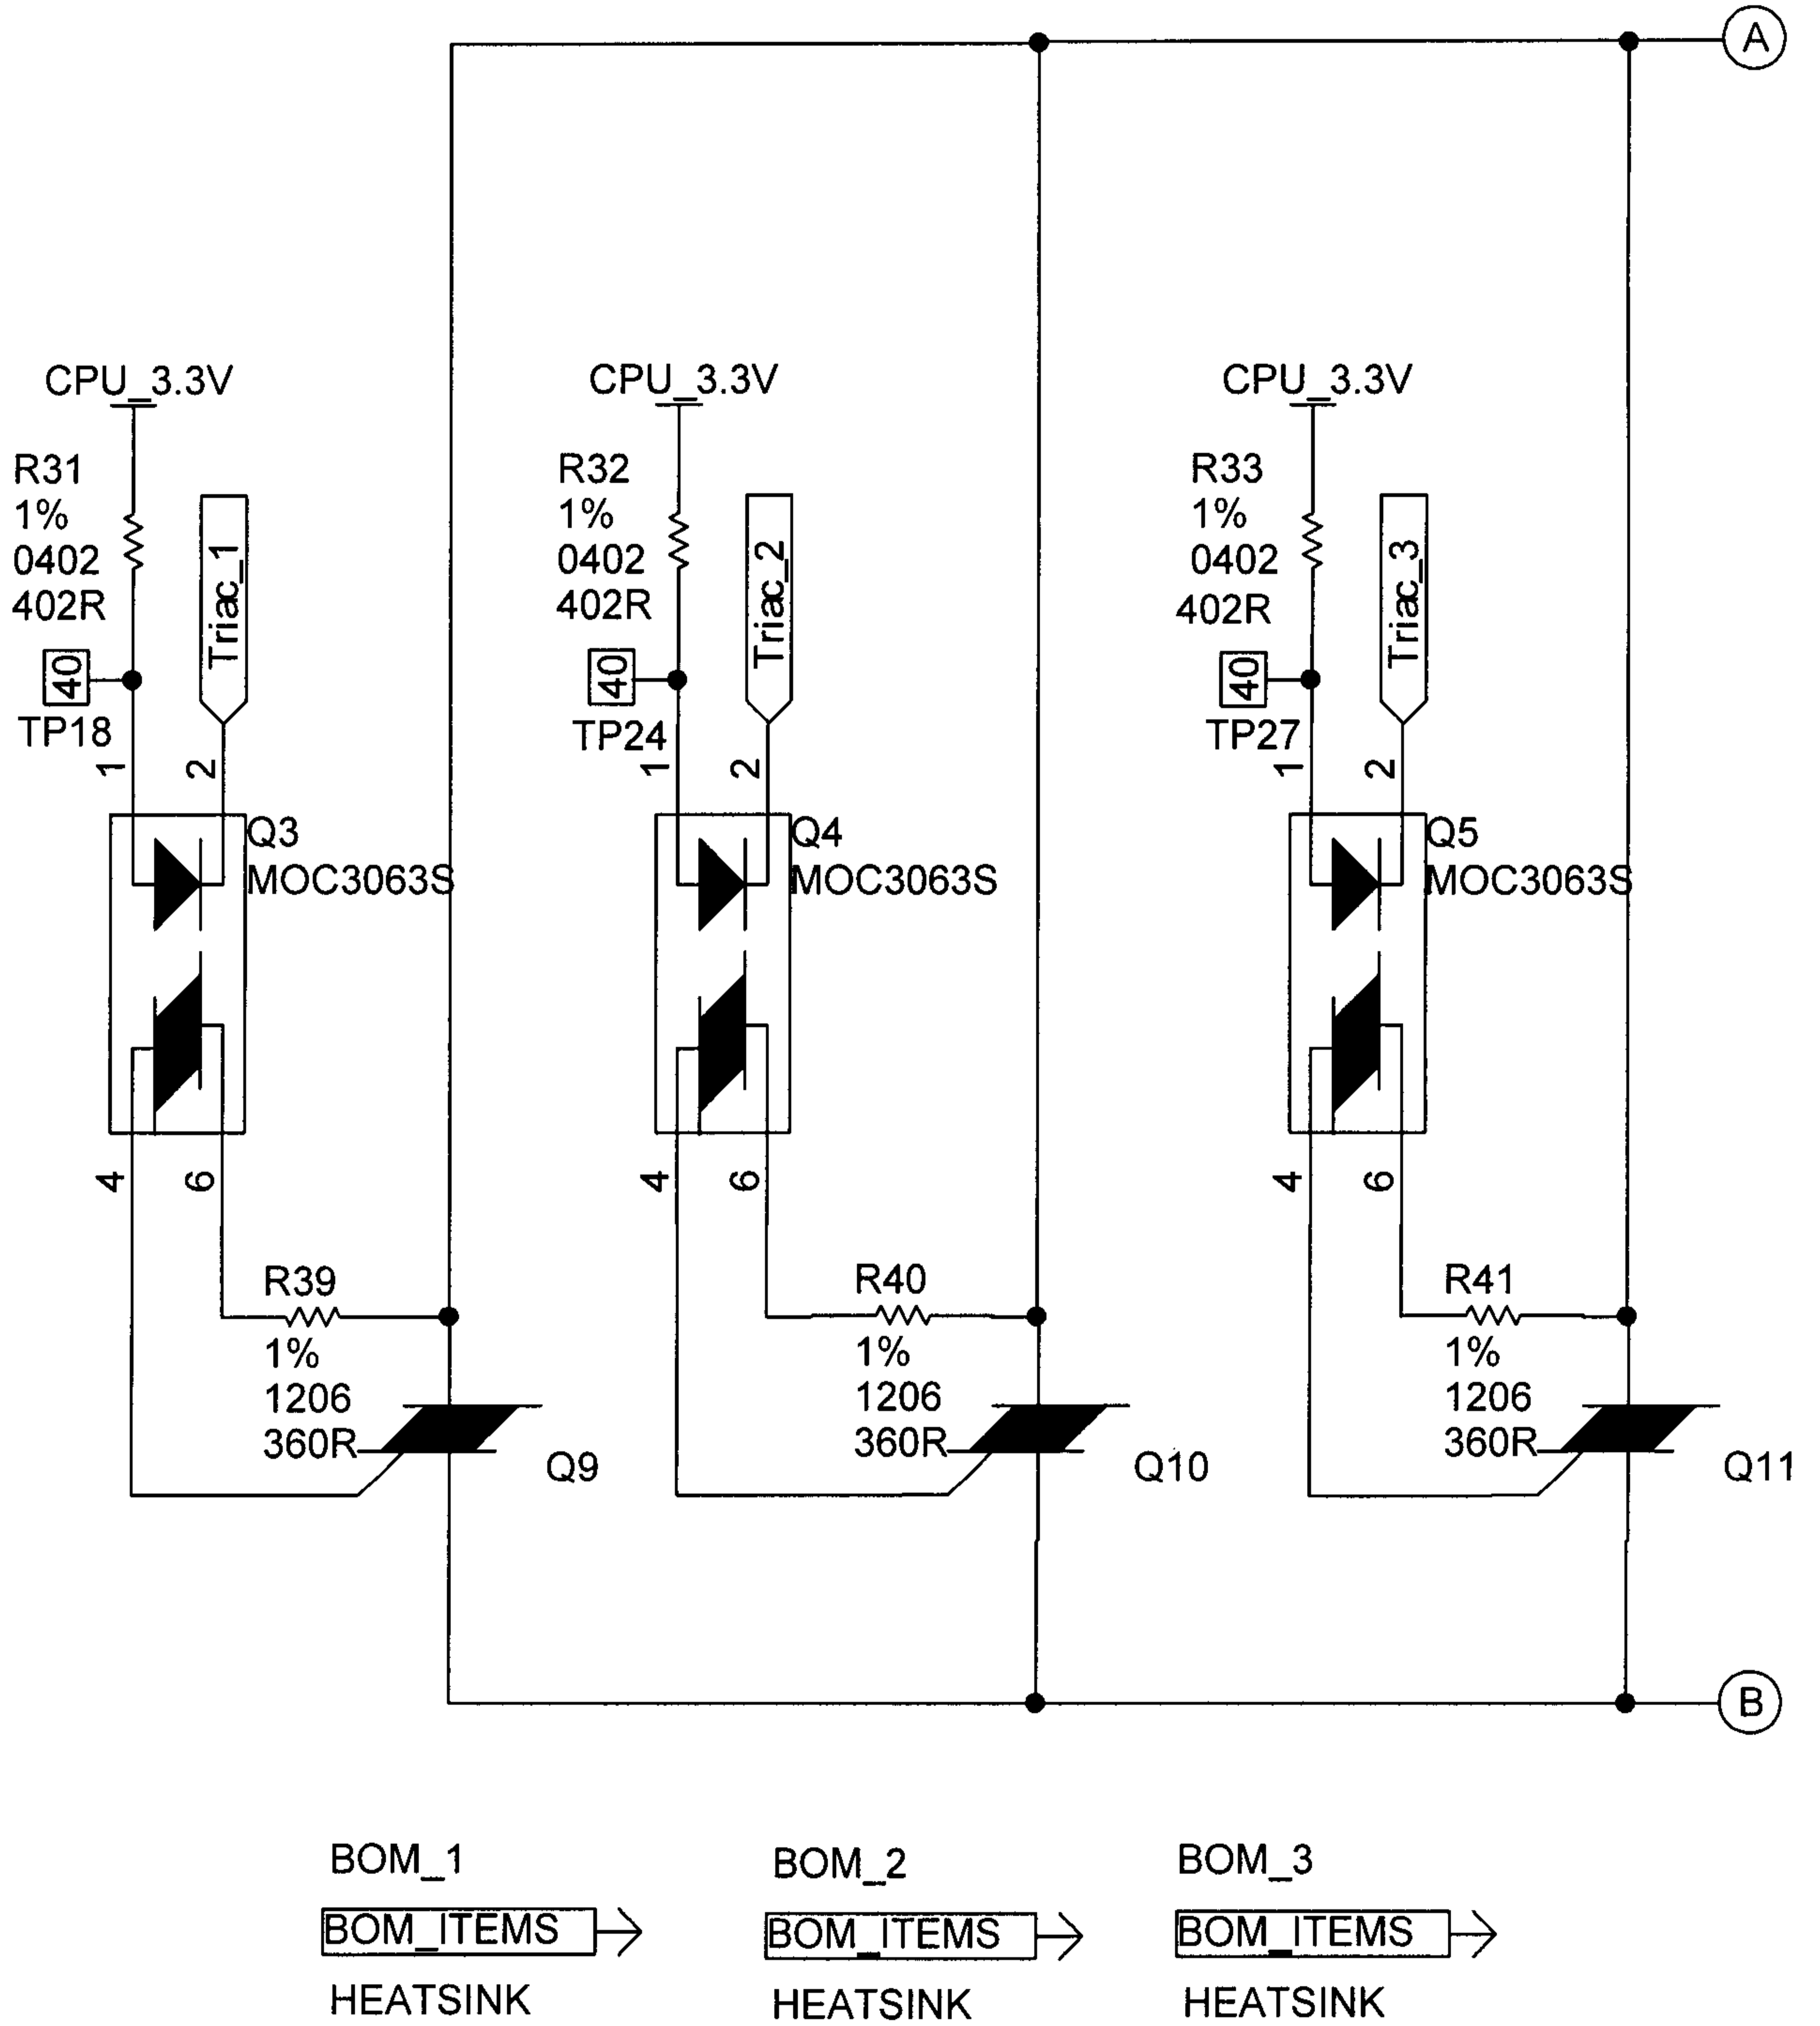 A
CPU_3.3V
CPU_3.3V
CPU_3.3V
R31
1%
0402
402R
Triac_1
40
TP18
1
2
R32
1%
0402
402R
Triac_2
40
TP24
1
2
R33
1%
0402
402R
Triac_3
40
TP27
1
2
Q3
MOC3063S
Q4
MOC3063S
Q5
MOC3063S
4
6
4
6
4
6
R39
1%
1206
360R
Q9
R40
1%
1206
360R
Q10
R41
1%
1206
360R
Q11
B
BOM_1
BOM_ITEMS
HEATSINK
BOM_2
BOM_ITEMS
HEATSINK
BOM_3
BOM_ITEMS
HEATSINK